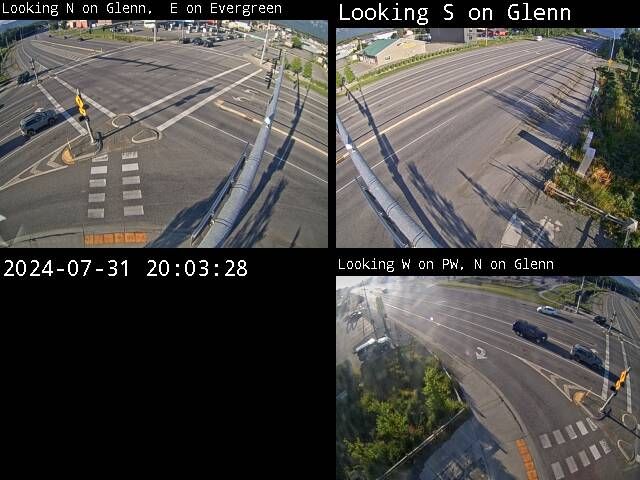 Looking N on Glenn,  E on Evergreen
Looking S on Glenn
2024-07-31 20:03:28
Looking W on PW, N on Glenn